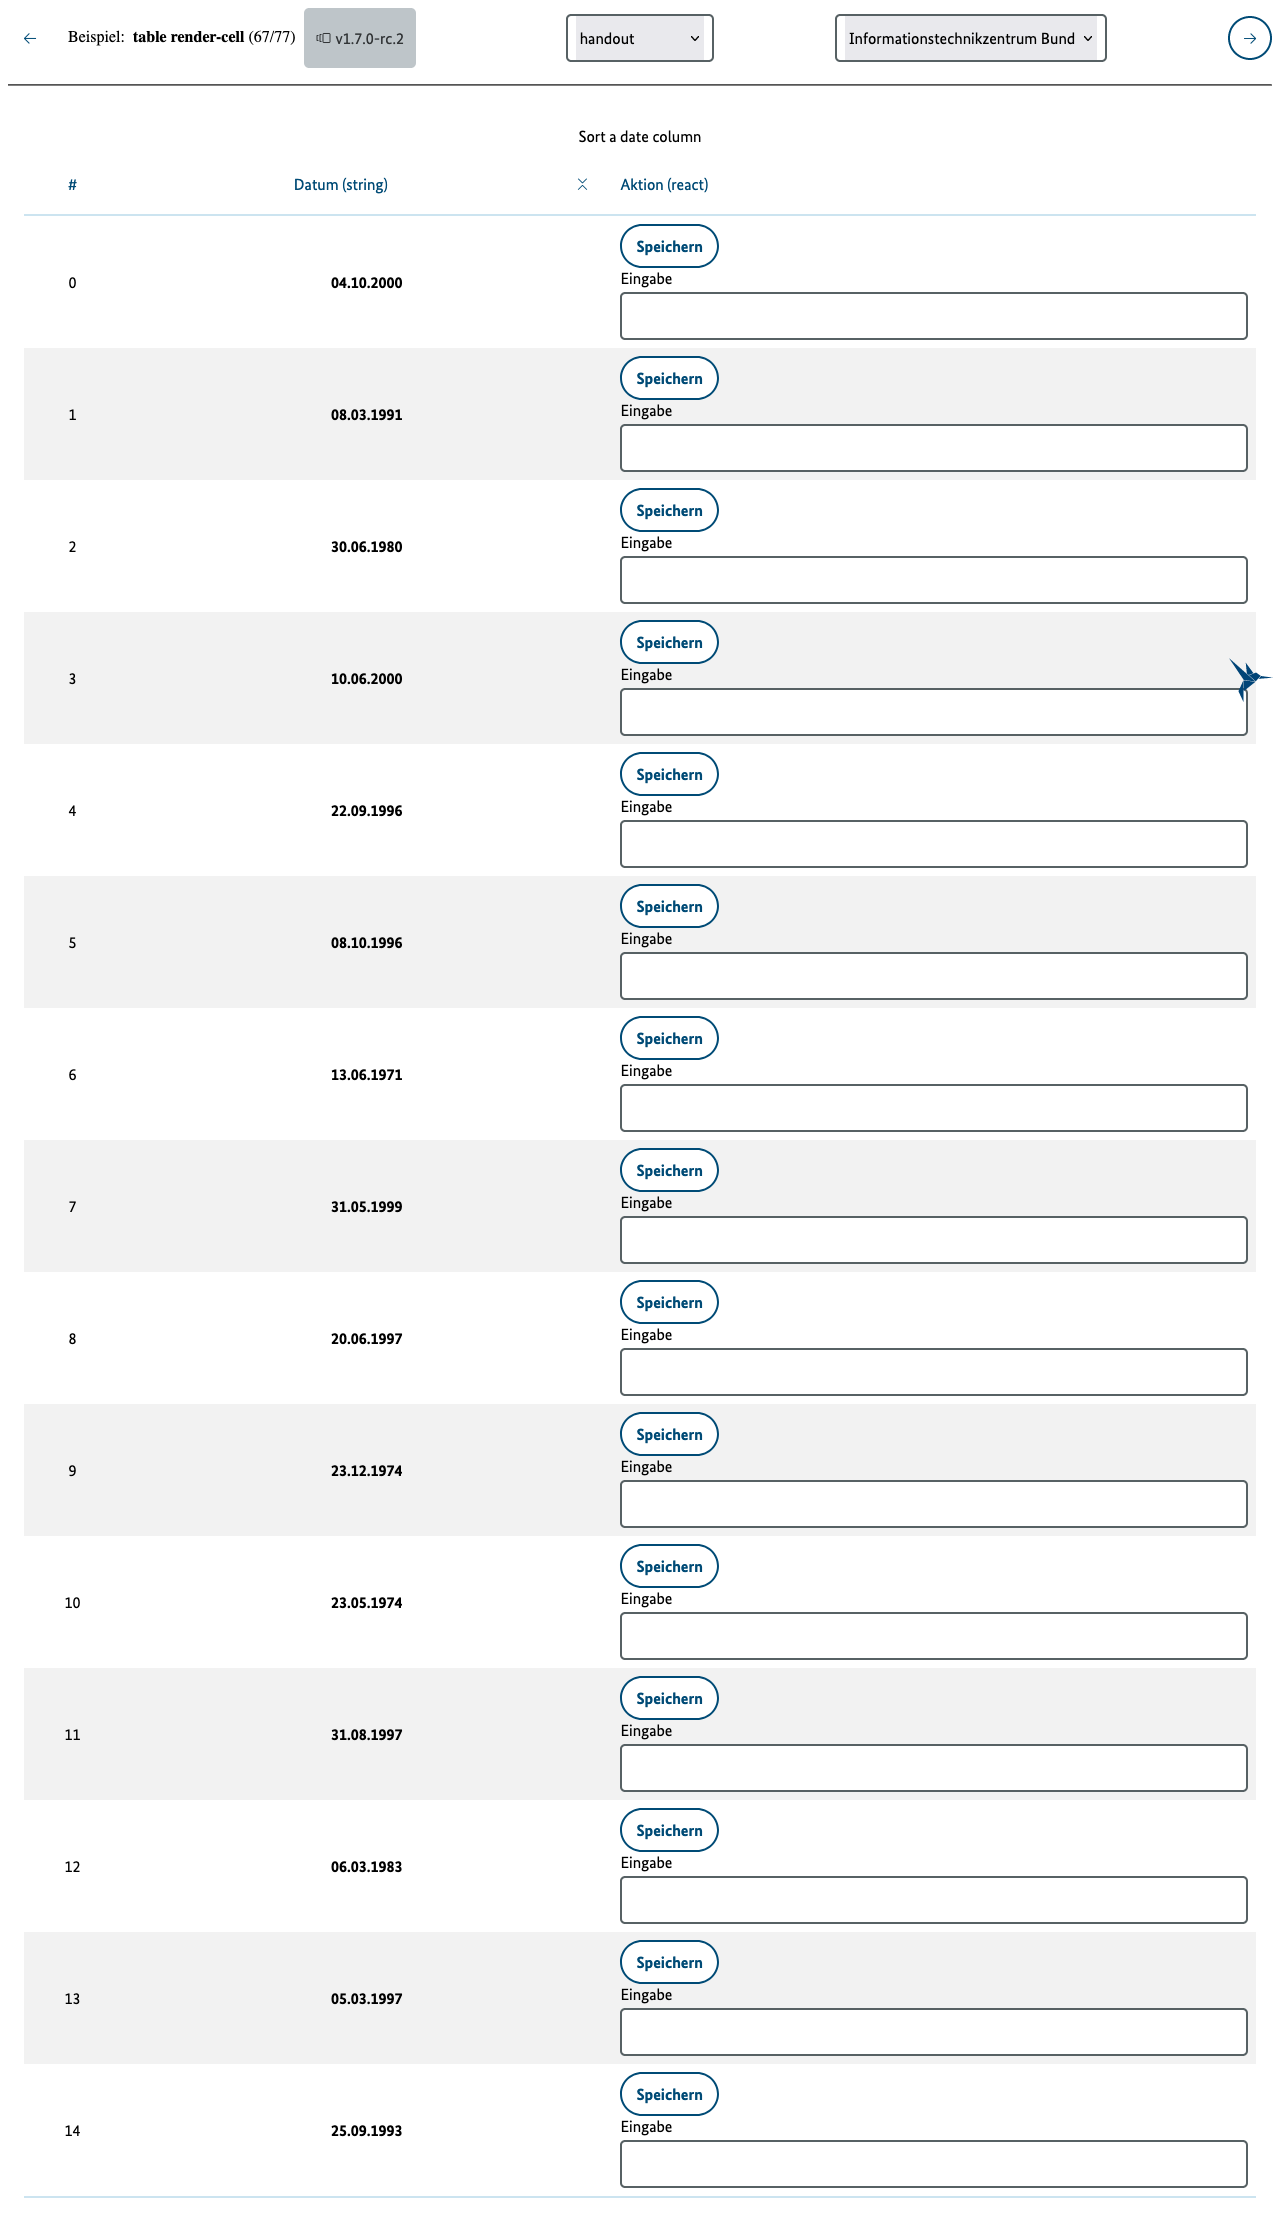 Beispiel: table render-cell (67/77) v1.7.0-rc.2 handout Informationstechnikzentrum Bund
Sort a date column
# Datum (string) Aktion (react)
Speichern
Eingabe
0 04.10.2000
Speichern
Eingabe
1 08.03.1991
Speichern
Eingabe
2 30.06.1980
Speichern
Eingabe
3 10.06.2000
Speichern
Eingabe
4 22.09.1996
Speichern
Eingabe
5 08.10.1996
Speichern
Eingabe
6 13.06.1971
Speichern
Eingabe
7 31.05.1999
Speichern
Eingabe
8 20.06.1997
Speichern
Eingabe
9 23.12.1974
Speichern
Eingabe
10 23.05.1974
Speichern
Eingabe
11 31.08.1997
Speichern
Eingabe
12 06.03.1983
Speichern
Eingabe
13 05.03.1997
Speichern
Eingabe
14 25.09.1993